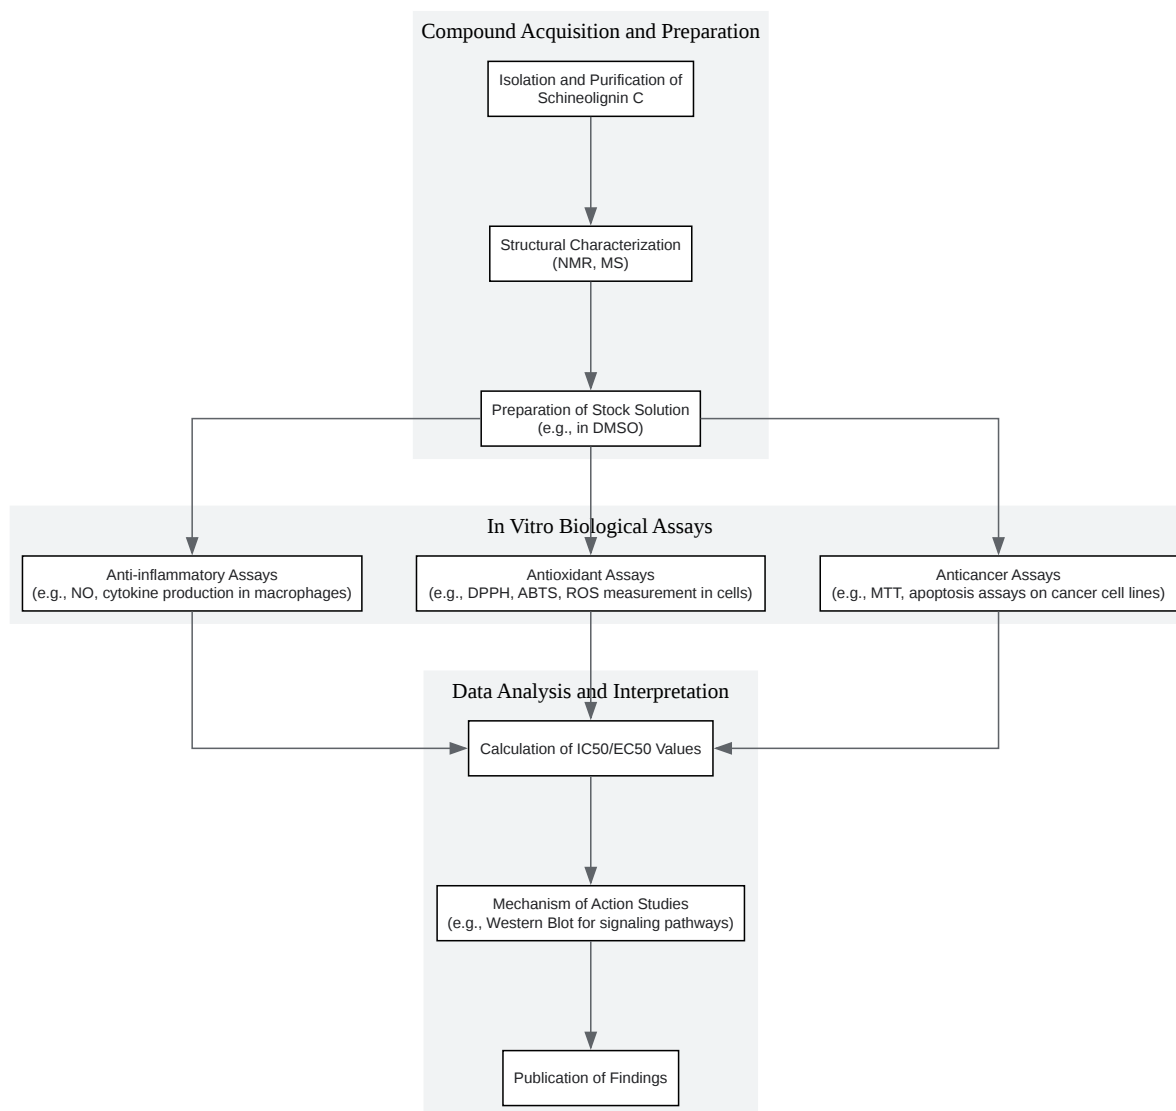 Compound Acquisition and Preparation
Isolation and Purification of
Schineolignin C
Structural Characterization
(NMR, MS)
Preparation of Stock Solution
(e.g., in DMSO)
In Vitro Biological Assays
Anti-inflammatory Assays
(e.g., NO, cytokine production in macrophages)
Antioxidant Assays
(e.g., DPPH, ABTS, ROS measurement in cells)
Anticancer Assays
(e.g., MTT, apoptosis assays on cancer cell lines)
Data Analysis and Interpretation
Calculation of IC50/EC50 Values
Mechanism of Action Studies
(e.g., Western Blot for signaling pathways)
Publication of Findings